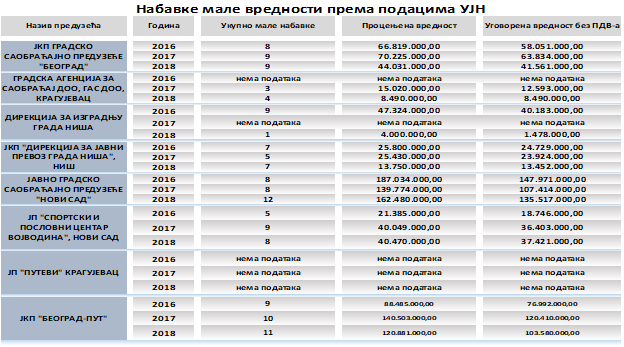 Набавке мале вредности према подацима УЈН
Назив предузећа Година Укупно мале набавке Процењена вредност Уговорена вредност без ПДВ-а
ЈКП ГРАДСКО САОБРАЋАЈНО ПРЕДУЗЕЋЕ "БЕОГРАД"
2016 8 66.819.000,00 58.051.000,00
2017 9 70.225.000,00 63.834.000,00
2018 9 44.031.000,00 41.561.000,00
ГРАДСКА АГЕНЦИЈА ЗА САОБРАЋАЈ ДОО, ГАС ДОО, КРАГУЈЕВАЦ
2016 нема података нема података нема података
2017 3 15.020.000,00 12.593.000,00
2018 4 8.490.000,00 8.490.000,00
ДИРЕКЦИЈА ЗА ИЗГРАДЊУ ГРАДА НИША
2016 9 47.324.000,00 40.183.000,00
2017 нема података нема података нема података
2018 1 4.000.000,00 1.478.000,00
ЈКП "ДИРЕКЦИЈА ЗА ЈАВНИ ПРЕВОЗ ГРАДА НИША", НИШ
2016 7 25.800.000,00 24.729.000,00
2017 5 25.430.000,00 23.924.000,00
2018 7 13.750.000,00 13.452.000,00
ЈАВНО ГРАДСКО САОБРАЋАЈНО ПРЕДУЗЕЋЕ "НОВИ САД"
2016 8 187.034.000,00 147.971.000,00
2017 8 139.774.000,00 107.414.000,00
2018 12 162.480.000,00 135.517.000,00
ЈП "СПОРТСКИ И ПОСЛОВНИ ЦЕНТАР ВОЈВОДИНА", НОВИ САД
2016 5 21.385.000,00 18.746.000,00
2017 9 40.049.000,00 36.403.000,00
2018 8 40.470.000,00 37.421.000,00
ЈП "ПУТЕВИ" КРАГУЈЕВАЦ
2016 нема података нема података нема података
2017 нема података нема података нема података
2018 нема података нема података нема података
ЈКП "БЕОГРАД-ПУТ"
2016 9 88.485.000,00 76.992.000,00
2017 10 140.503.000,00 120.410.000,00
2018 11 120.881.000,00 103.580.000,00